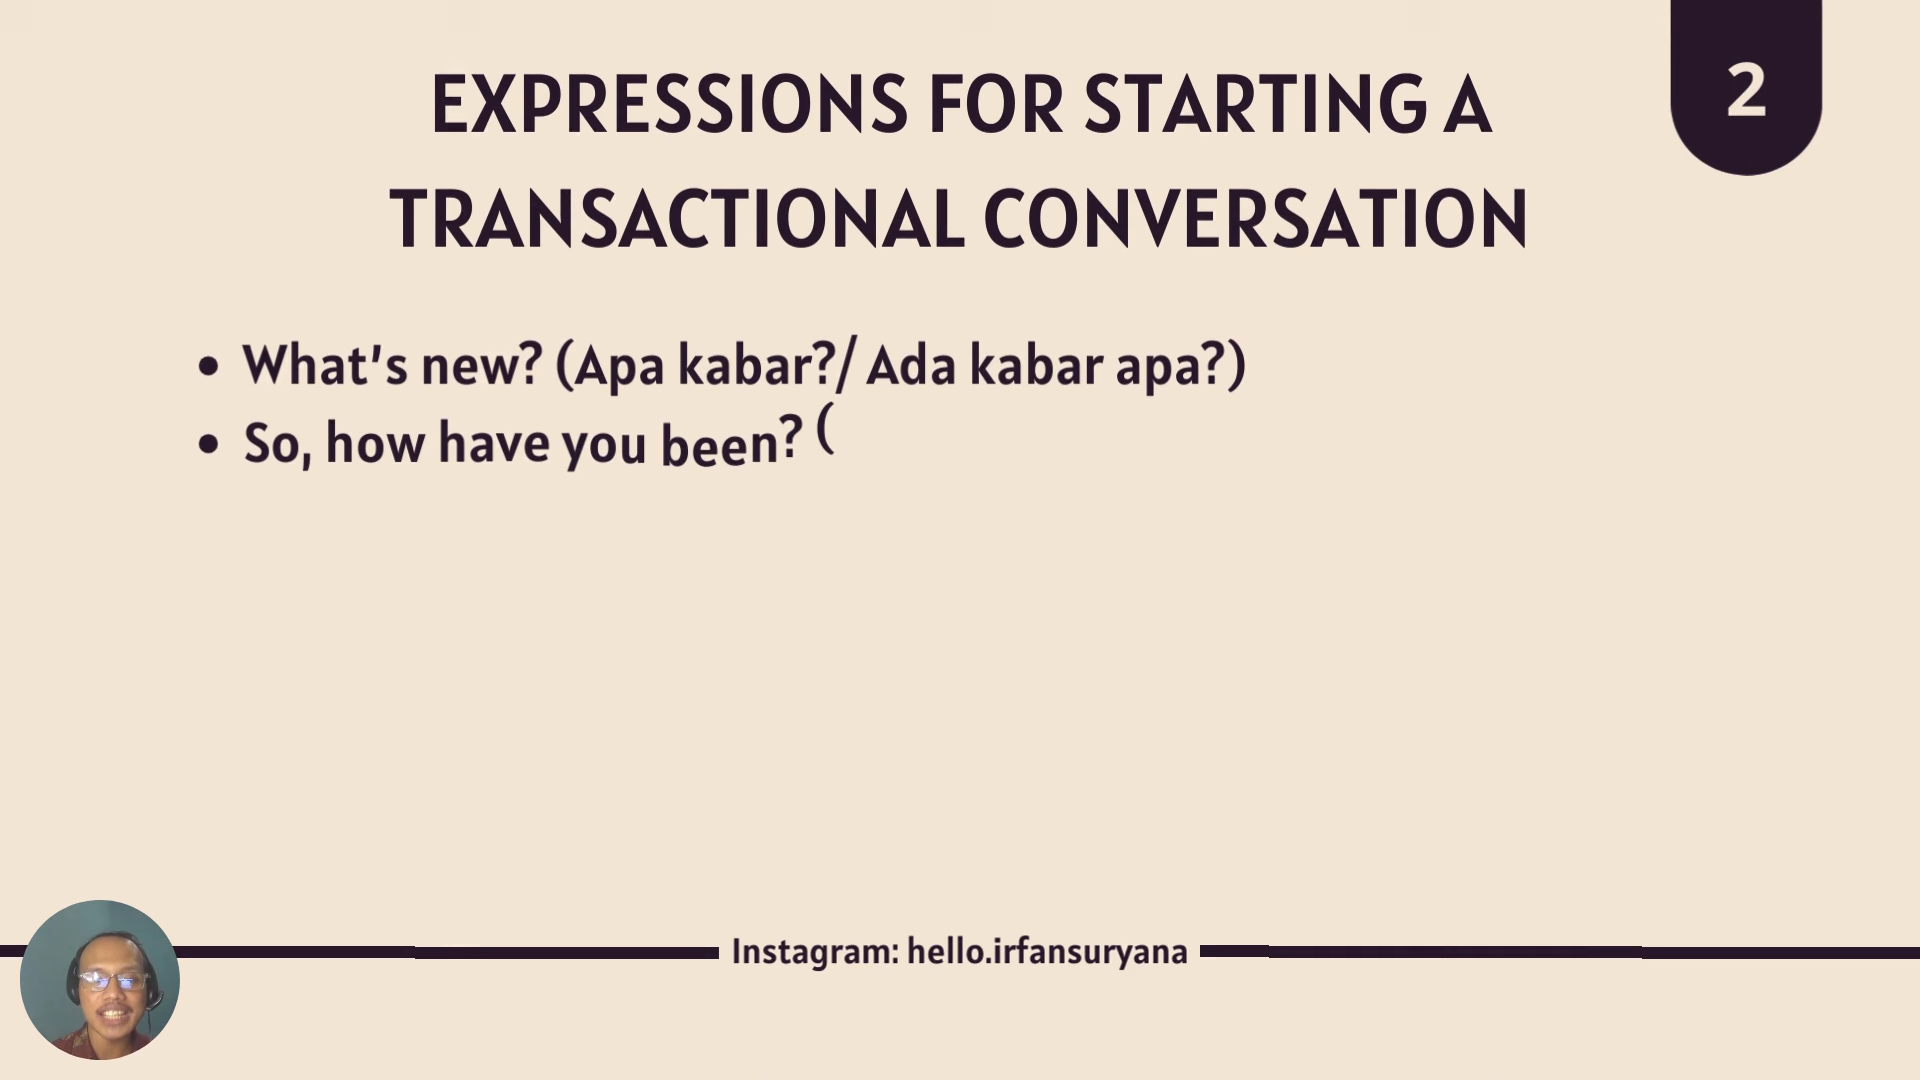 EXPRESSIONS FOR STARTING A
TRANSACTIONAL CONVERSATION
2
• What's new? (Apa kabar?/ Ada kabar apa?)
• So, how have you been? (
Instagram: hello.irfansuryana